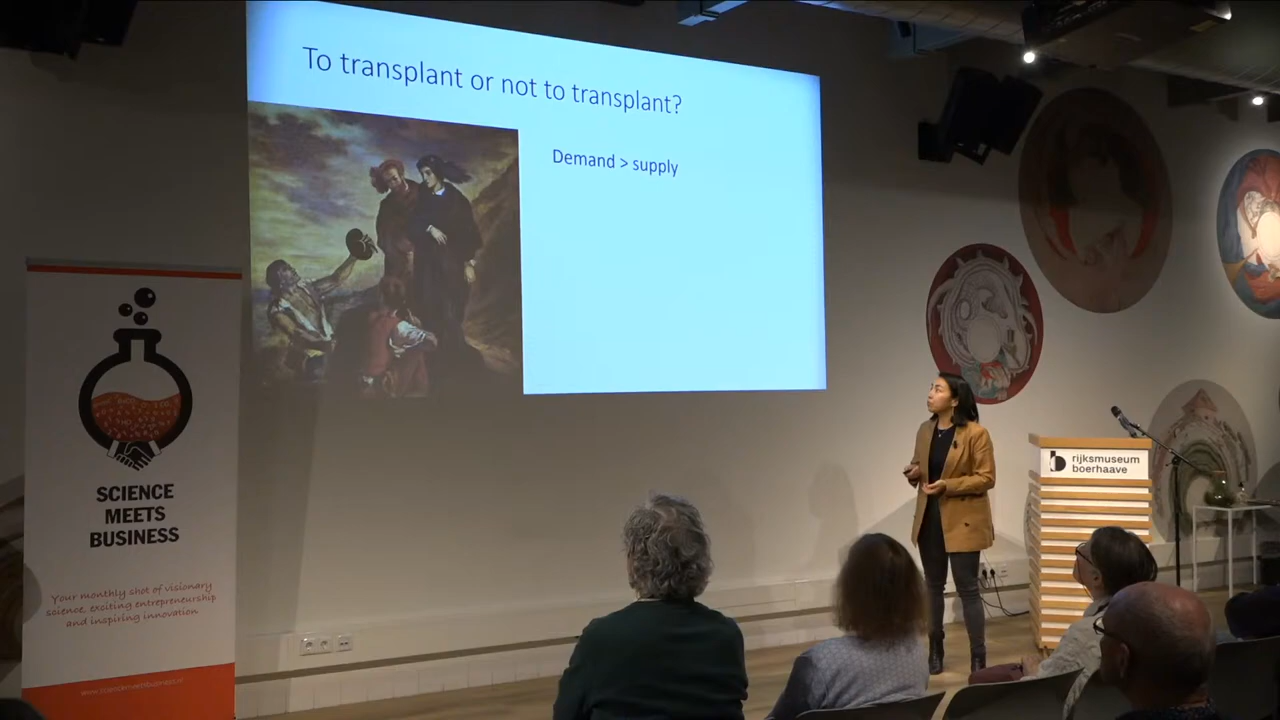 To transplant or not to transplant?
Demand > supply
SCIENCE
MEETS
BUSINESS
Your monthly shot of visionary
science, exciting entrepreneurship
and inspiring innovation
rijksmuseum
boerhaave